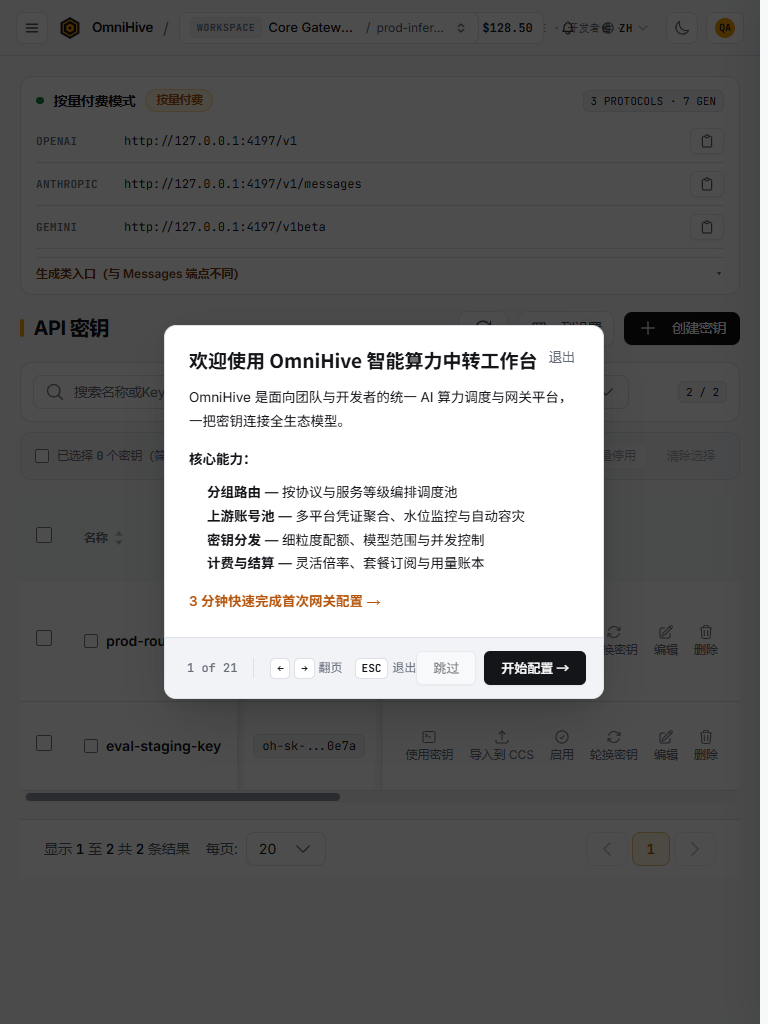 OmniHive / WORKSPACE Core Gatew... / prod-infer... $128.50 开发者 ZH QA
按量付费模式 按量付费 3 PROTOCOLS · 7 GEN
OPENAI http://127.0.0.1:4197/v1
ANTHROPIC http://127.0.0.1:4197/v1/messages
GEMINI http://127.0.0.1:4197/v1beta
生成类入口（与 Messages 端点不同）
API 密钥 创建密钥
搜索名称或Key 2 / 2
已选择 0 个密钥 停用 清除选择
名称
prod-rou 换密钥 编辑 删除
eval-staging-key oh-sk-...0e7a 使用密钥 导入到 CCS 启用 轮换密钥 编辑 删除
显示 1 至 2 共 2 条结果 每页: 20 1
欢迎使用 OmniHive 智能算力中转工作台 退出
OmniHive 是面向团队与开发者的统一 AI 算力调度与网关平台，
一把密钥连接全生态模型。
核心能力：
分组路由 — 按协议与服务等级编排调度池
上游账号池 — 多平台凭证聚合、水位监控与自动容灾
密钥分发 — 细粒度配额、模型范围与并发控制
计费与结算 — 灵活倍率、套餐订阅与用量账本
3 分钟快速完成首次网关配置 →
1 of 21 ← → 翻页 ESC 退出 跳过 开始配置 →